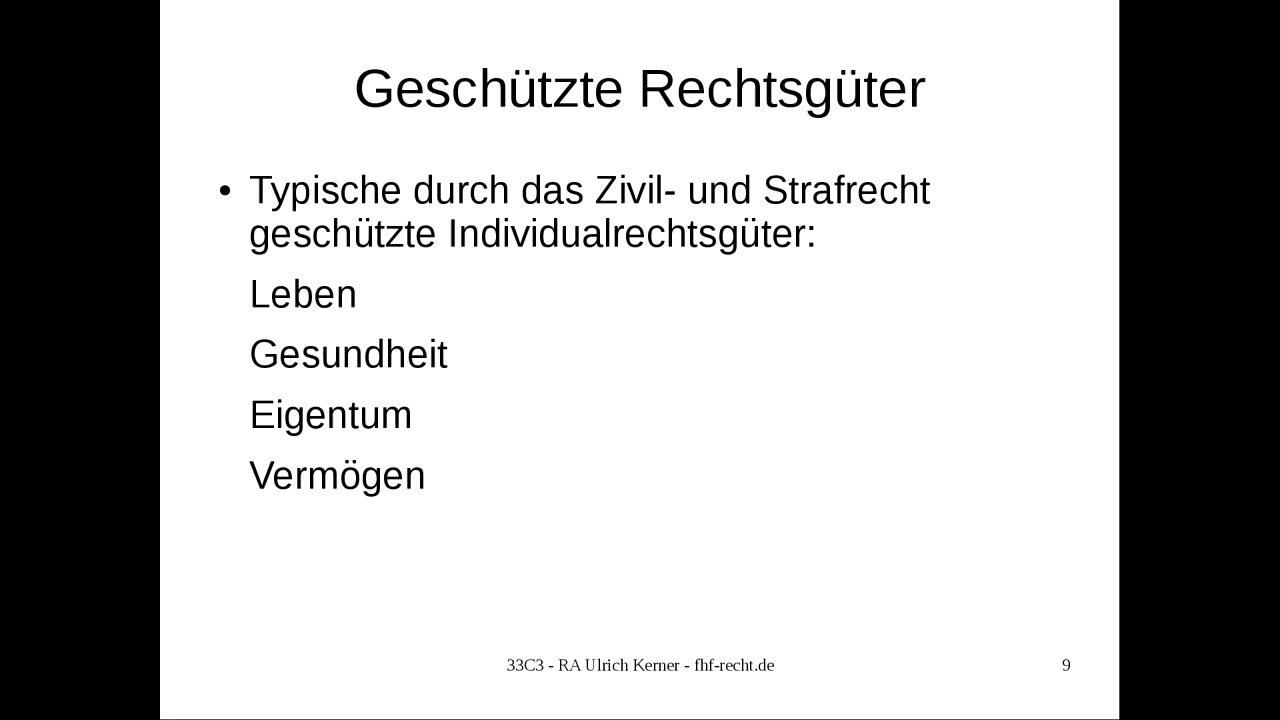 Geschützte Rechtsgüter
• Typische durch das Zivil- und Strafrecht
geschützte Individualrechtsgüter:
Leben
Gesundheit
Eigentum
Vermögen
33C3 - RA Ulrich Kerner - fhf-recht.de
9